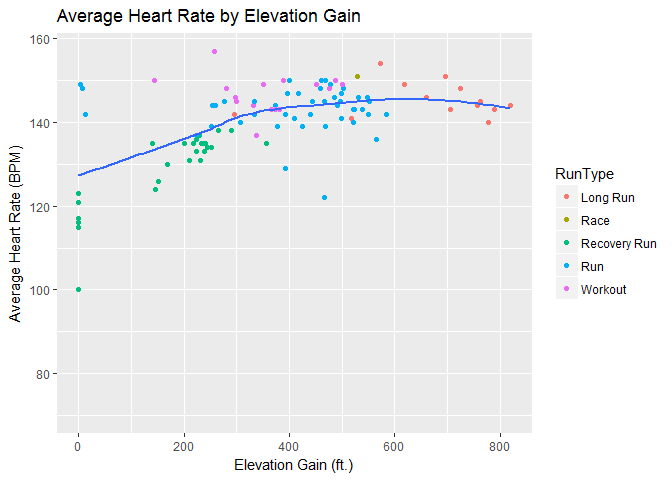 Average Heart Rate by Elevation Gain
Average Heart Rate (BPM)
160
140
120
100
80
0
200
400
600
800
Elevation Gain (ft.)
RunType
Long Run
Race
Recovery Run
Run
Workout